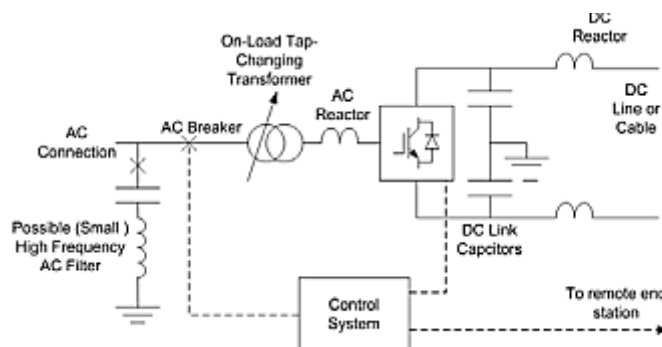 DC
Reactor
On-Load Tap-
Changing
Transformer
AC
Reactor
AC Breaker
AC
Connection
DC
Line or
Cable
Possible (Small )
High Frequency
AC Filter
DC Link
Capcitors
Control
System
To remote end
station